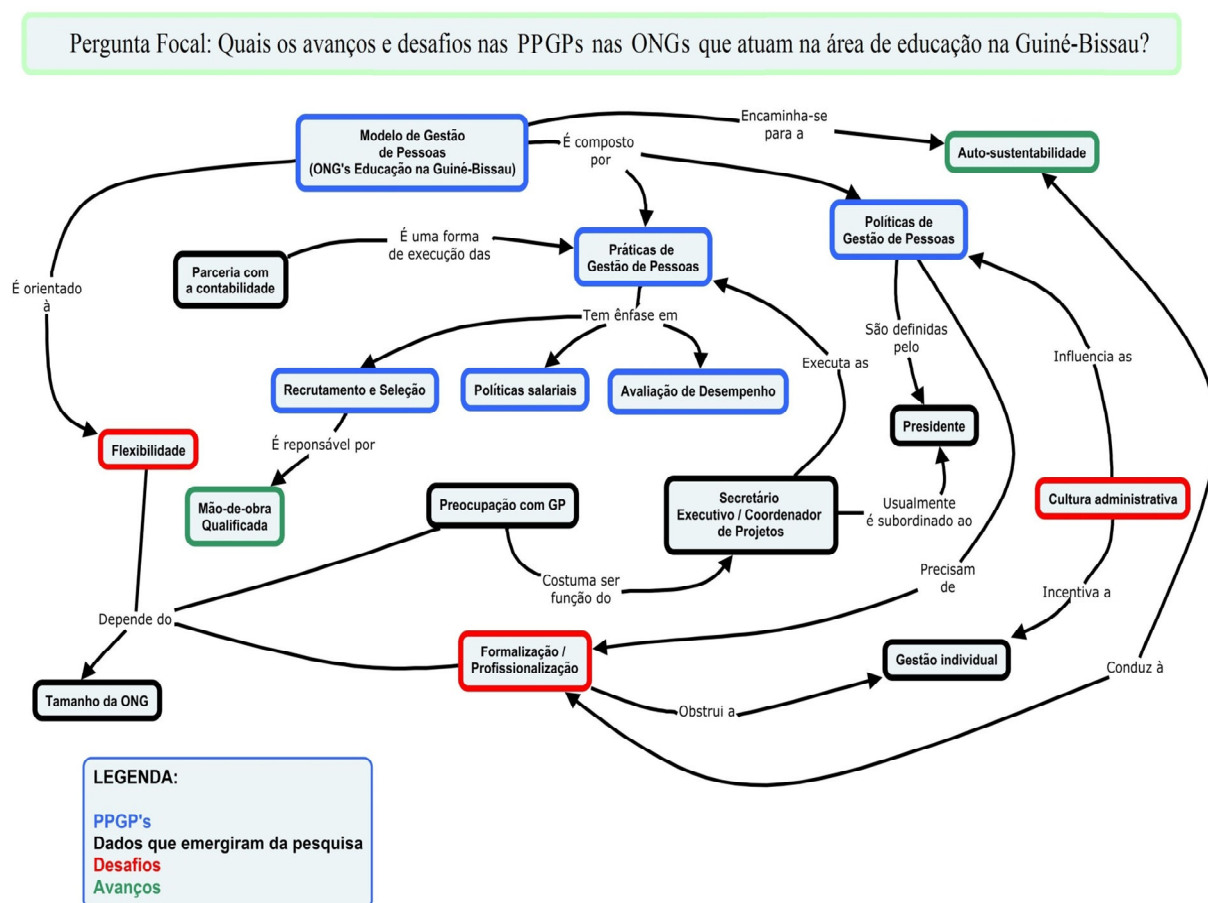 Pergunta Focal: Quais os avanços e desafios nas PPGPs nas ONGs que atuam na área de educação na Guiné-Bissau?
Modelo de Gestão
de Pessoas
(ONG's Educação na Guiné-Bissau)
Encaminha-se
para a
É composto
por
Auto-sustentabilidade
Políticas de
Gestão de Pessoas
Práticas de
Gestão de Pessoas
É uma forma
de execução das
Parceria com
a contabilidade
É orientado
à
Tem ênfase em
São definidas
pelo
Executa as
Influencia as
Recrutamento e Seleção
Políticas salariais
Avaliação de Desempenho
Presidente
Flexibilidade
É reponsável por
Mão-de-obra
Qualificada
Preocupação com GP
Secretário
Executivo / Coordenador
de Projetos
Usualmente
é subordinado ao
Cultura administrativa
Costuma ser
função do
Precisam
de
Incentiva a
Depende do
Formalização /
Profissionalização
Gestão individual
Conduz à
Tamanho da ONG
Obstrui a
LEGENDA:
PPGP's
Dados que emergiram da pesquisa
Desafios
Avanços